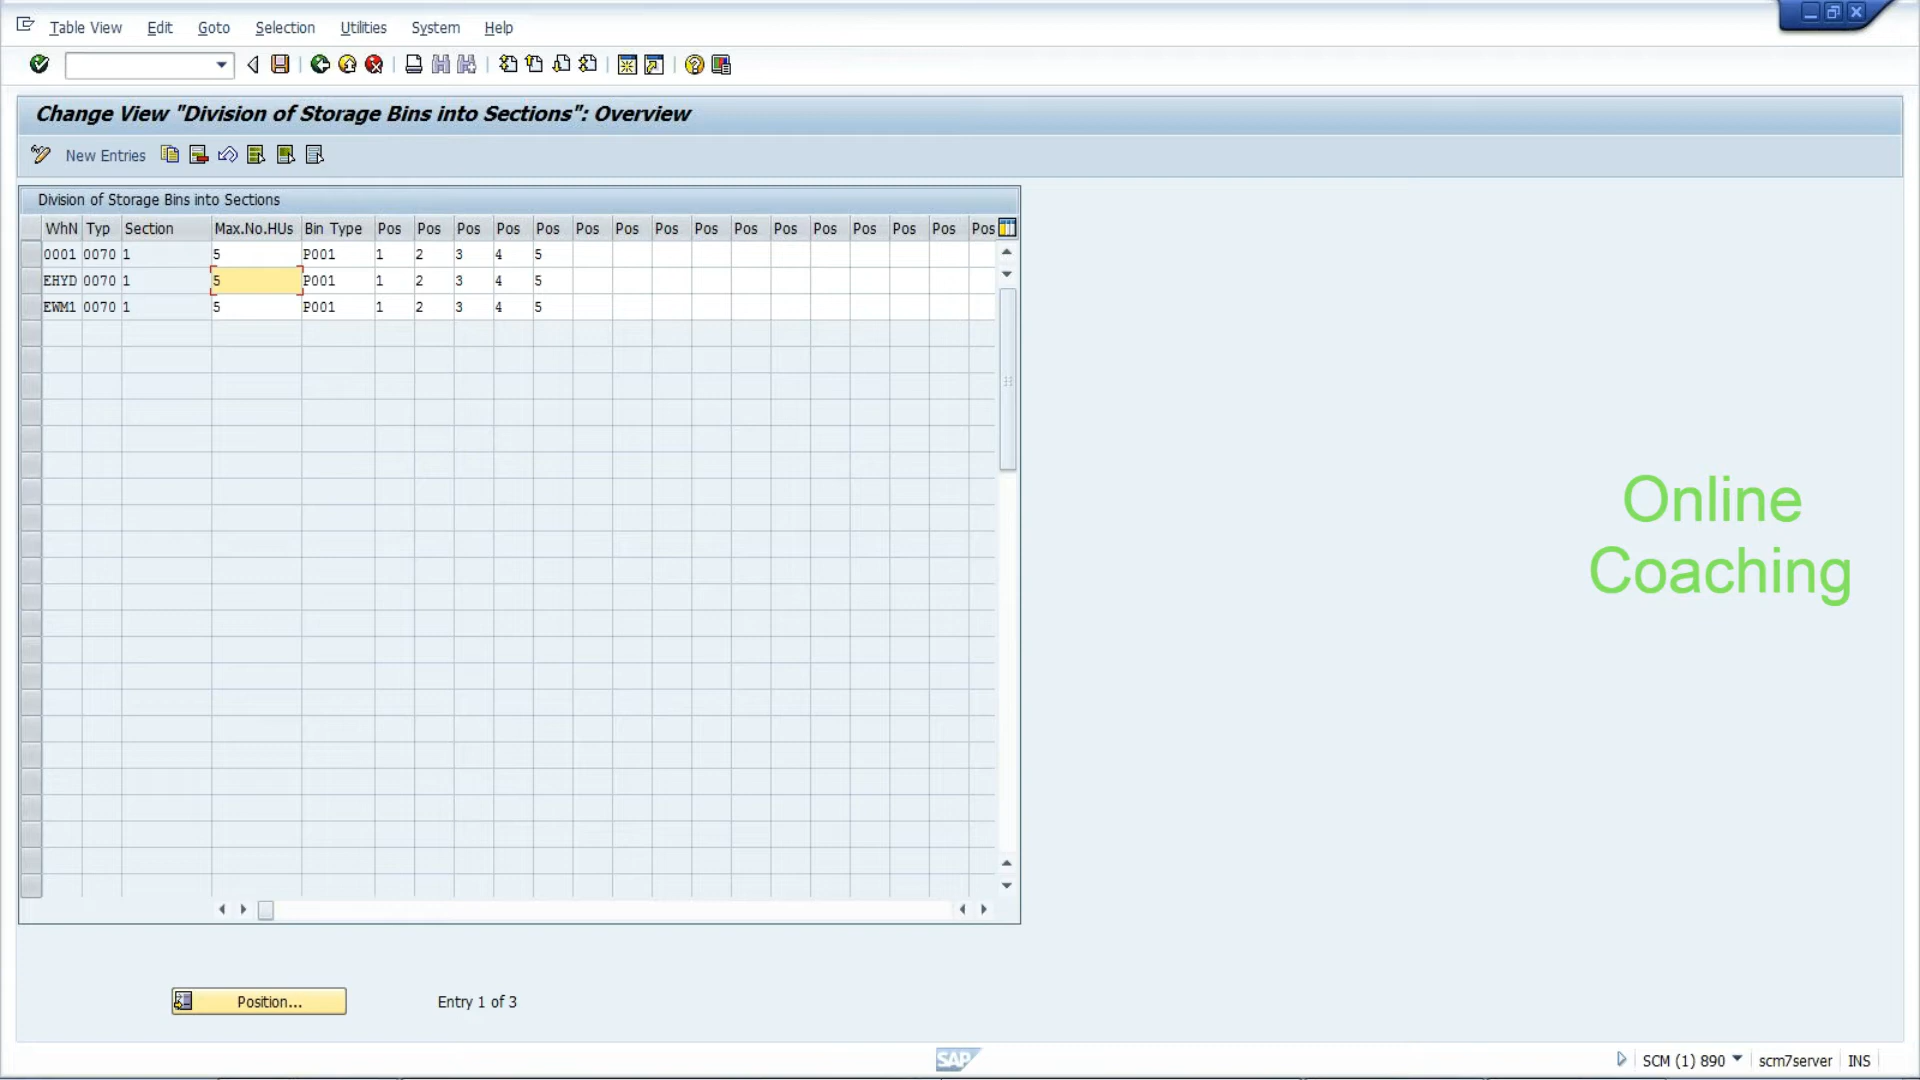 Table View Edit Goto Selection Utilities System Help
Change View "Division of Storage Bins into Sections": Overview
New Entries
Division of Storage Bins into Sections
WhN Typ Section Max.No.HUs Bin Type Pos Pos Pos Pos Pos Pos Pos Pos Pos Pos Pos Pos Pos Pos Pos Pos
0001 0070 1 5 P001 1 2 3 4 5
EHYD 0070 1 5 P001 1 2 3 4 5
EWM1 0070 1 5 P001 1 2 3 4 5
Online
Coaching
Position... Entry 1 of 3
SAP SCM (1) 890 scm7server INS